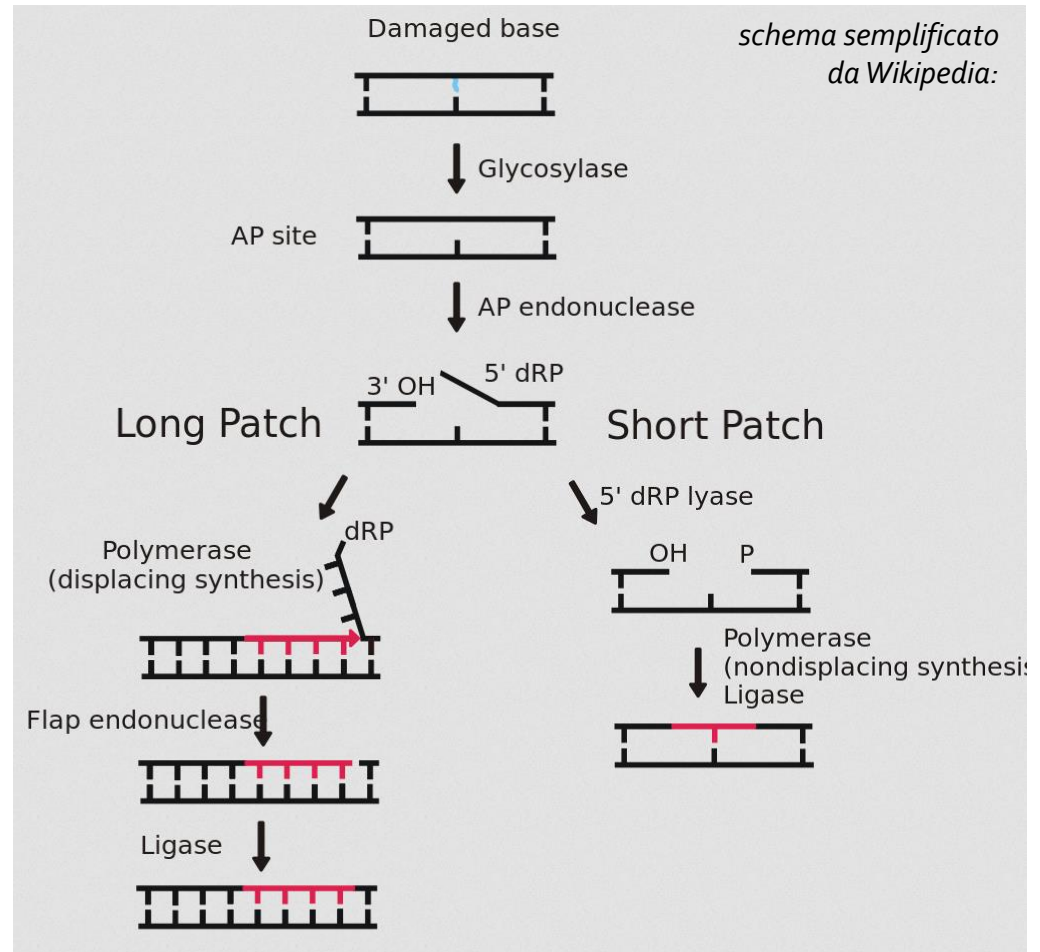 Damaged base
schema semplificato
da Wikipedia:
Glycosylase
AP site
AP endonuclease
3' OH
5' dRP
Long Patch
Short Patch
5' dRP lyase
dRP
Polymerase
(displacing synthesis)
OH
P
Polymerase
(nondisplacing synthesis
Ligase
Flap endonuclease
Ligase